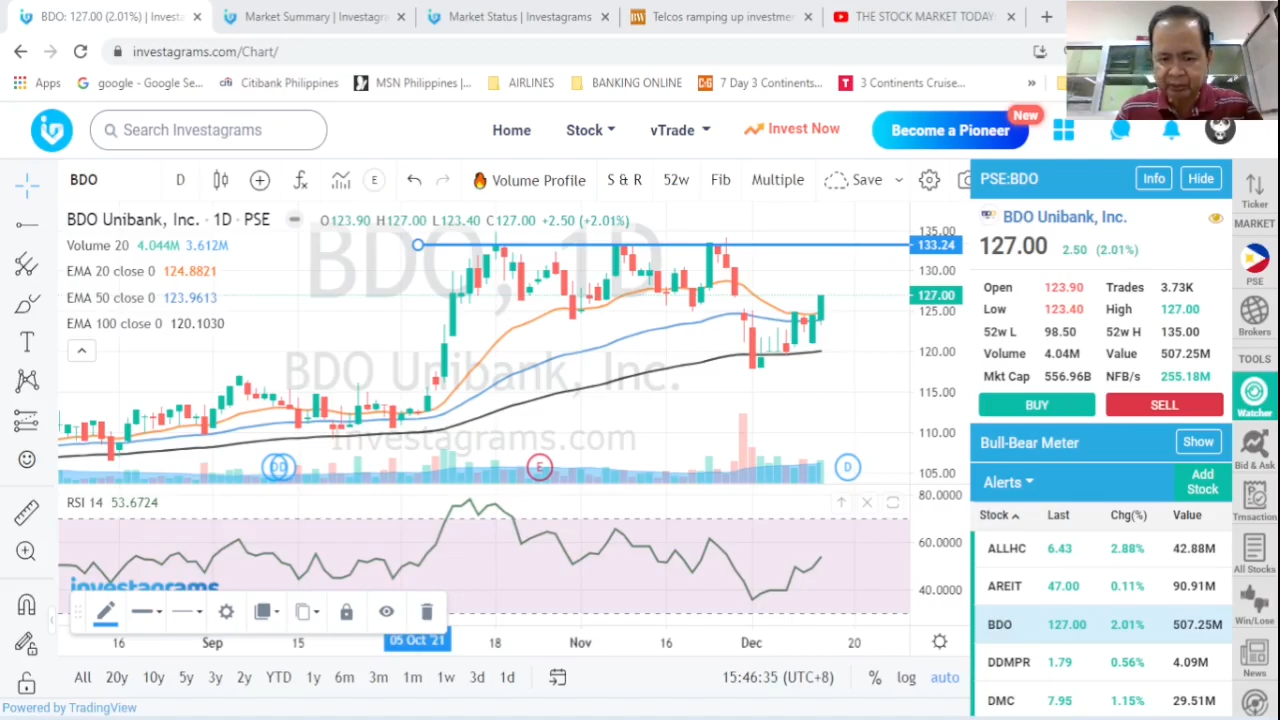 BDO: 127.00 (2.01%) | Investa
Market Summary | Investagra
Market Status | Investagrams
BW Telcos ramping up investmer
THE STOCK MARKET TODAY:
investagrams.com/Chart/
Apps
google - Google Se...
Citibank Philippines
MSN Philippines |...
AIRLINES
BANKING ONLINE
C+G 7 Day 3 Continents...
T 3 Continents Cruise...
»
Search Investagrams
Home
Stock
vTrade
Invest Now
Become a Pioneer
New
BDO
D
E
Volume Profile
S & R
52w
Fib
Multiple
Save
BDO Unibank, Inc. · 1D · PSE
O123.90 H127.00 L123.40 C127.00 +2.50 (+2.01%)
Volume 20 4.044M 3.612M
EMA 20 close 0 124.8821
EMA 50 close 0 123.9613
EMA 100 close 0 120.1030
BDO, 1D
BDO Unibank, Inc.
Investagrams.com
135.00
133.24
130.00
127.00
125.00
120.00
115.00
110.00
105.00
D D
E
D
RSI 14 53.6724
80.0000
60.0000
40.0000
investagrams
16
Sep
15
05 Oct '21
18
Nov
16
Dec
20
All
20y
10y
5y
3y
2y
YTD
1y
6m
3m
1m
1w
3d
1d
15:46:35 (UTC+8)
%
log
auto
Powered by TradingView
PSE:BDO
Info
Hide
BDO Unibank, Inc.
127.00 2.50 (2.01%)
Open 123.90 Trades 3.73K
Low 123.40 High 127.00
52w L 98.50 52w H 135.00
Volume 4.04M Value 507.25M
Mkt Cap 556.96B NFB/s 255.18M
BUY
SELL
Bull-Bear Meter
Show
Alerts
Add
Stock
Stock Last Chg(%) Value
ALLHC 6.43 2.88% 42.88M
AREIT 47.00 0.11% 90.91M
BDO 127.00 2.01% 507.25M
DDMPR 1.79 0.56% 4.09M
DMC 7.95 1.15% 29.51M
Ticker
MARKET
PSE
Brokers
TOOLS
Watcher
Bid & Ask
Trnsaction
All Stocks
Win/Lose
News